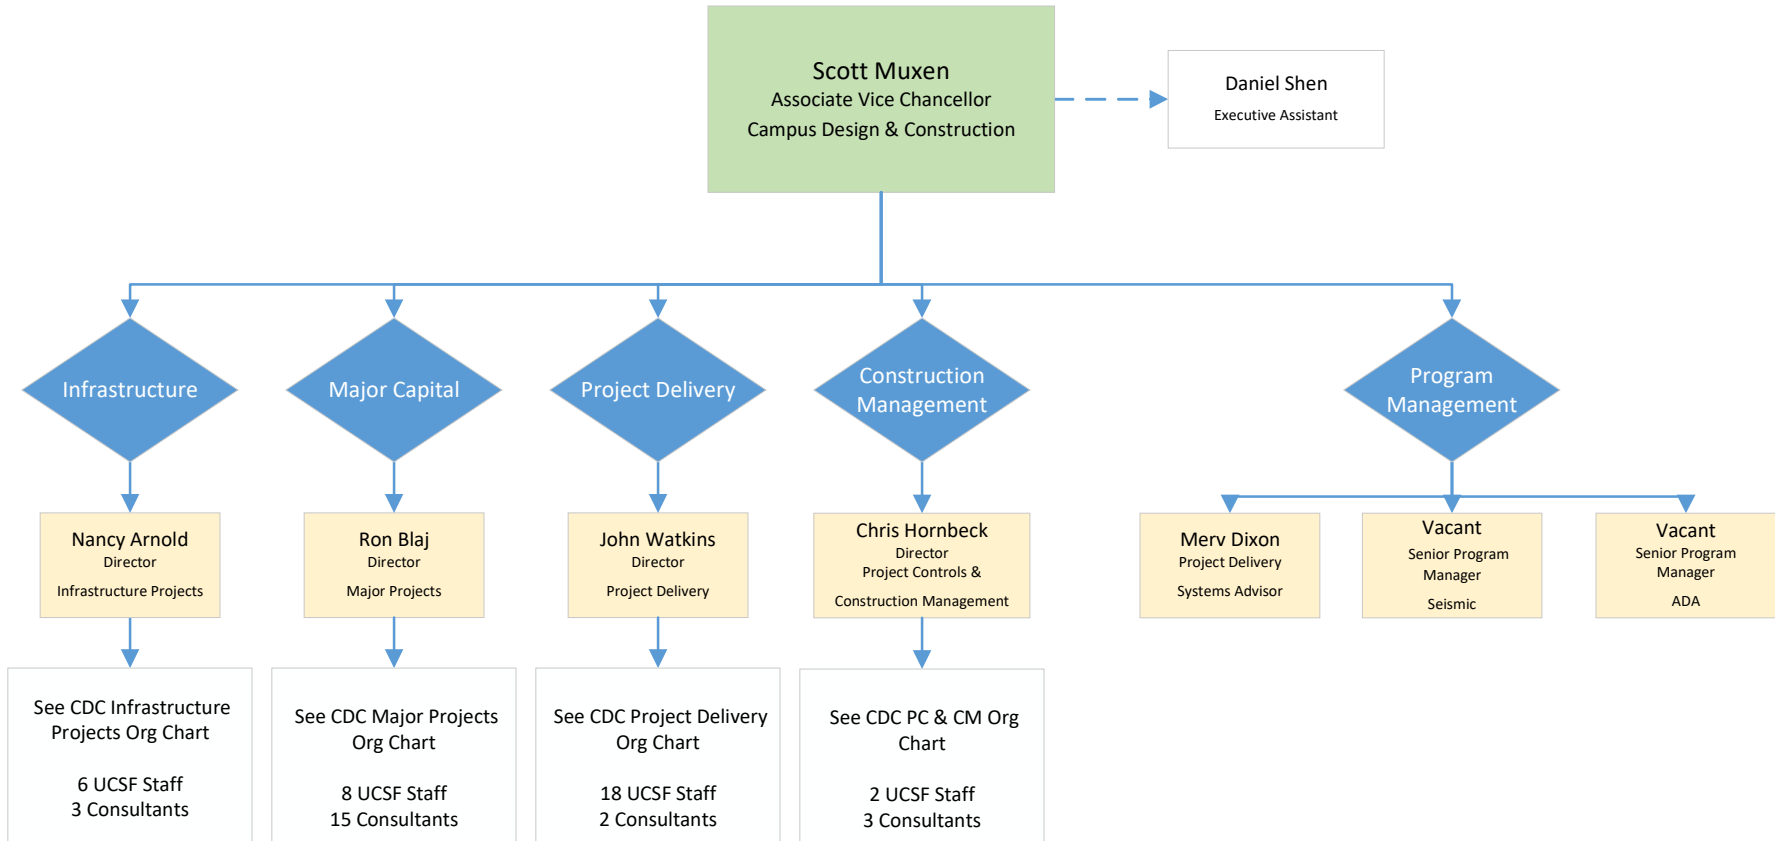 Scott Muxen
Associate Vice Chancellor
Campus Design & Construction
Daniel Shen
Executive Assistant
Infrastructure
Major Capital
Project Delivery
Construction
Management
Program
Management
Nancy Arnold
Director
Infrastructure Projects
Ron Blaj
Director
Major Projects
John Watkins
Director
Project Delivery
Chris Hornbeck
Director
Project Controls &
Construction Management
Merv Dixon
Project Delivery
Systems Advisor
Vacant
Senior Program
Manager
Seismic
Vacant
Senior Program
Manager
ADA
See CDC Infrastructure
Projects Org Chart
6 UCSF Staff
3 Consultants
See CDC Major Projects
Org Chart
8 UCSF Staff
15 Consultants
See CDC Project Delivery
Org Chart
18 UCSF Staff
2 Consultants
See CDC PC & CM Org
Chart
2 UCSF Staff
3 Consultants